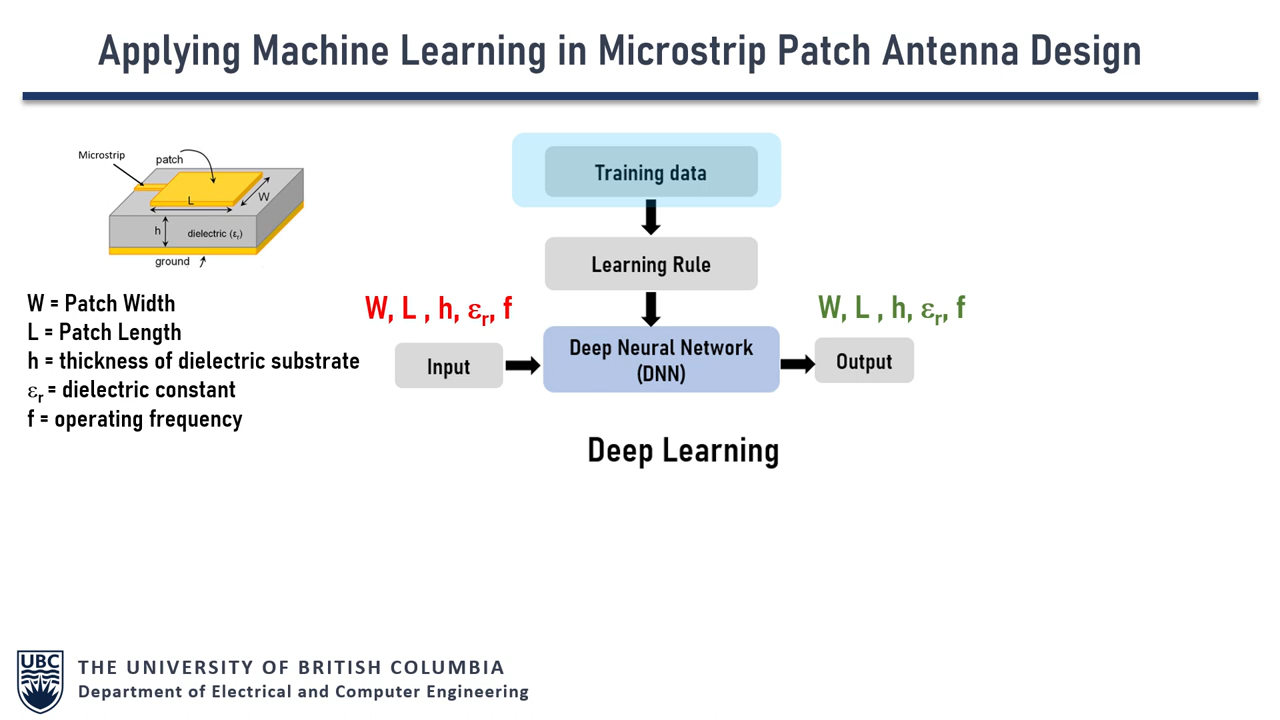 Applying Machine Learning in Microstrip Patch Antenna Design
Microstrip
patch
L
W
h
dielectric (εr)
ground
W = Patch Width
L = Patch Length
h = thickness of dielectric substrate
εr = dielectric constant
f = operating frequency
Training data
Learning Rule
W, L , h, εr, f
Input
Deep Neural Network
(DNN)
W, L , h, εr, f
Output
Deep Learning
UBC
THE UNIVERSITY OF BRITISH COLUMBIA
Department of Electrical and Computer Engineering